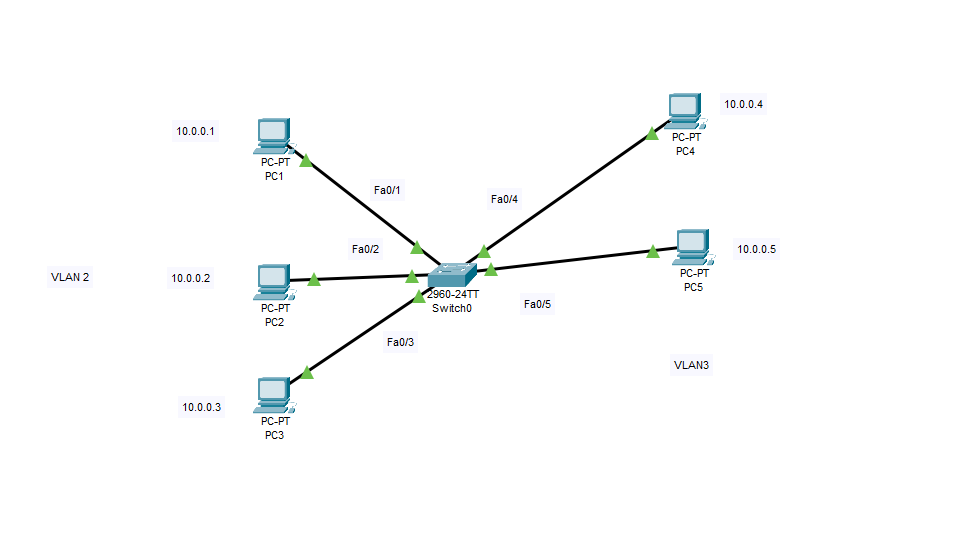 10.0.0.4
10.0.0.1
PC-PT
PC4
PC-PT
PC1
Fa0/1
Fa0/4
Fa0/2
10.0.0.5
VLAN 2
10.0.0.2
PC-PT
PC5
2960-24TT
Switch0
Fa0/5
PC-PT
PC2
Fa0/3
VLAN3
10.0.0.3
PC-PT
PC3